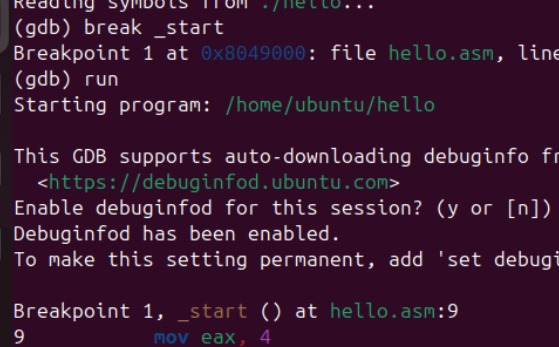 Reading symbols from ./hello...
(gdb) break _start
Breakpoint 1 at 0x8049000: file hello.asm, line
(gdb) run
Starting program: /home/ubuntu/hello
This GDB supports auto-downloading debuginfo
<https://debuginfod.ubuntu.com>
Enable debuginfod for this session? (y or [n])
Debuginfod has been enabled.
To make this setting permanent, add 'set
Breakpoint 1, _start () at hello.asm:9
9 mov eax, 4